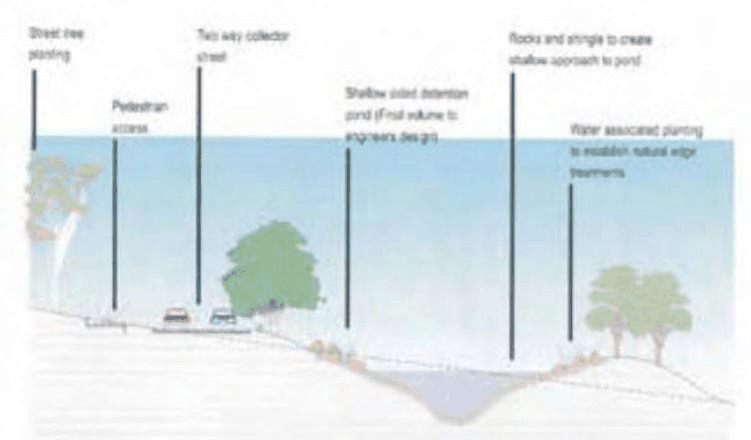 Street tree
planting
Two way collector
street
Pedestrian
access
Shallow sided detention
pond (Final volume to
engineers design)
Rocks and shingle to create
shallow approach to pond
Water associated planting
to establish natural edge
treatments